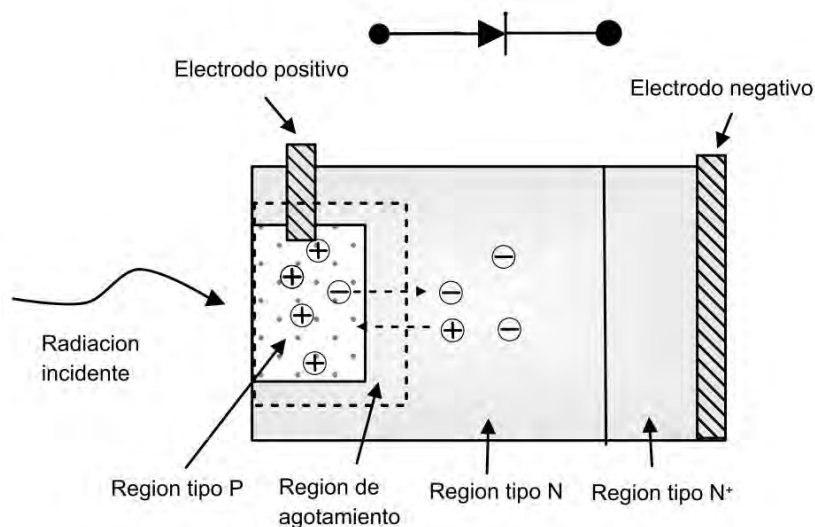 Electrodo positivo
Electrodo negativo
Radiacion
incidente
Region tipo P
Region de
agotamiento
Region tipo N
Region tipo N⁺